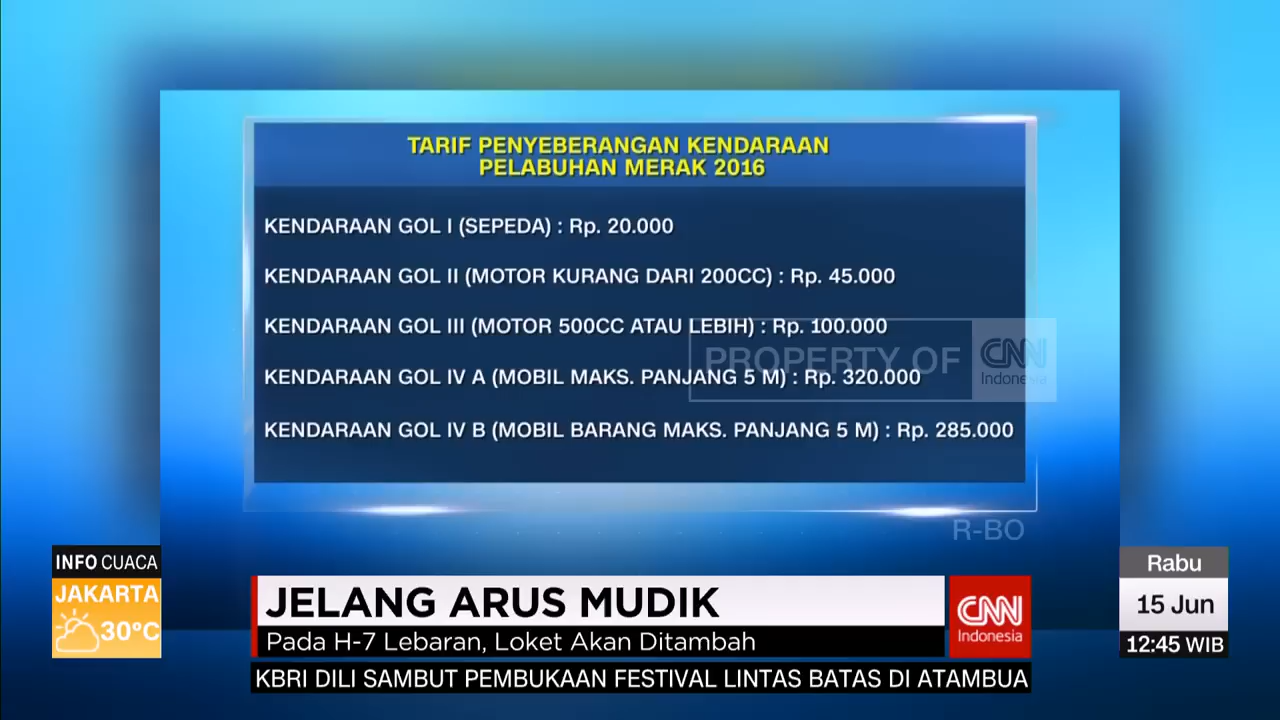 TARIF PENYEBERANGAN KENDARAAN
PELABUHAN MERAK 2016
KENDARAAN GOL I (SEPEDA) : Rp. 20.000
KENDARAAN GOL II (MOTOR KURANG DARI 200CC) : Rp. 45.000
KENDARAAN GOL III (MOTOR 500CC ATAU LEBIH) : Rp. 100.000
PROPERTY OF CNN Indonesia
KENDARAAN GOL IV A (MOBIL MAKS. PANJANG 5 M) : Rp. 320.000
KENDARAAN GOL IV B (MOBIL BARANG MAKS. PANJANG 5 M) : Rp. 285.000
R-BO
INFO CUACA
JAKARTA
30°C
JELANG ARUS MUDIK
Pada H-7 Lebaran, Loket Akan Ditambah
CNN
Indonesia
Rabu
15 Jun
12:45 WIB
KBRI DILI SAMBUT PEMBUKAAN FESTIVAL LINTAS BATAS DI ATAMBUA